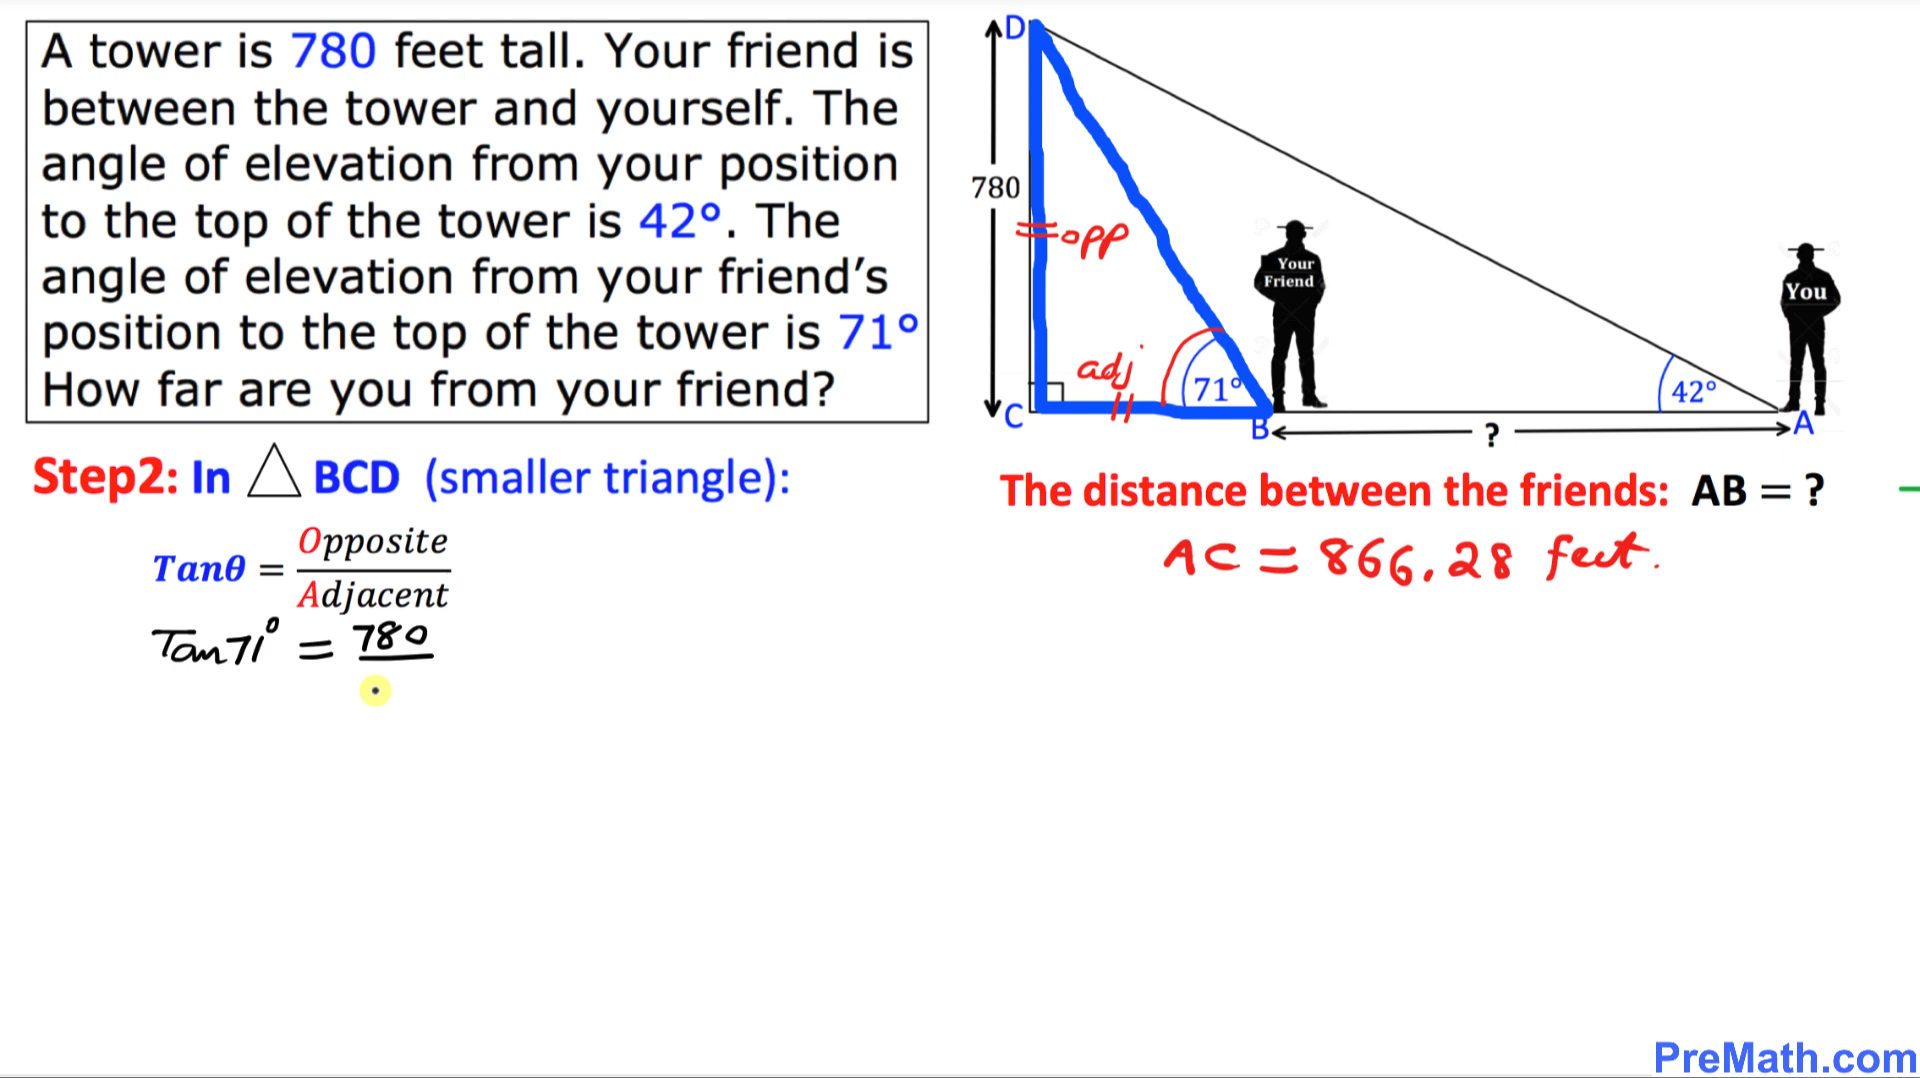 A tower is 780 feet tall. Your friend is
between the tower and yourself. The
angle of elevation from your position
to the top of the tower is 42°. The
angle of elevation from your friend's
position to the top of the tower is 71°
How far are you from your friend?
D
780
=opp
adj
71°
C
B
?
A
42°
Your
Friend
You
Step2: In △ BCD (smaller triangle):
Tanθ = Opposite
Adjacent
Tan71° = 780
The distance between the friends: AB = ?
AC = 866.28 feet.
PreMath.com